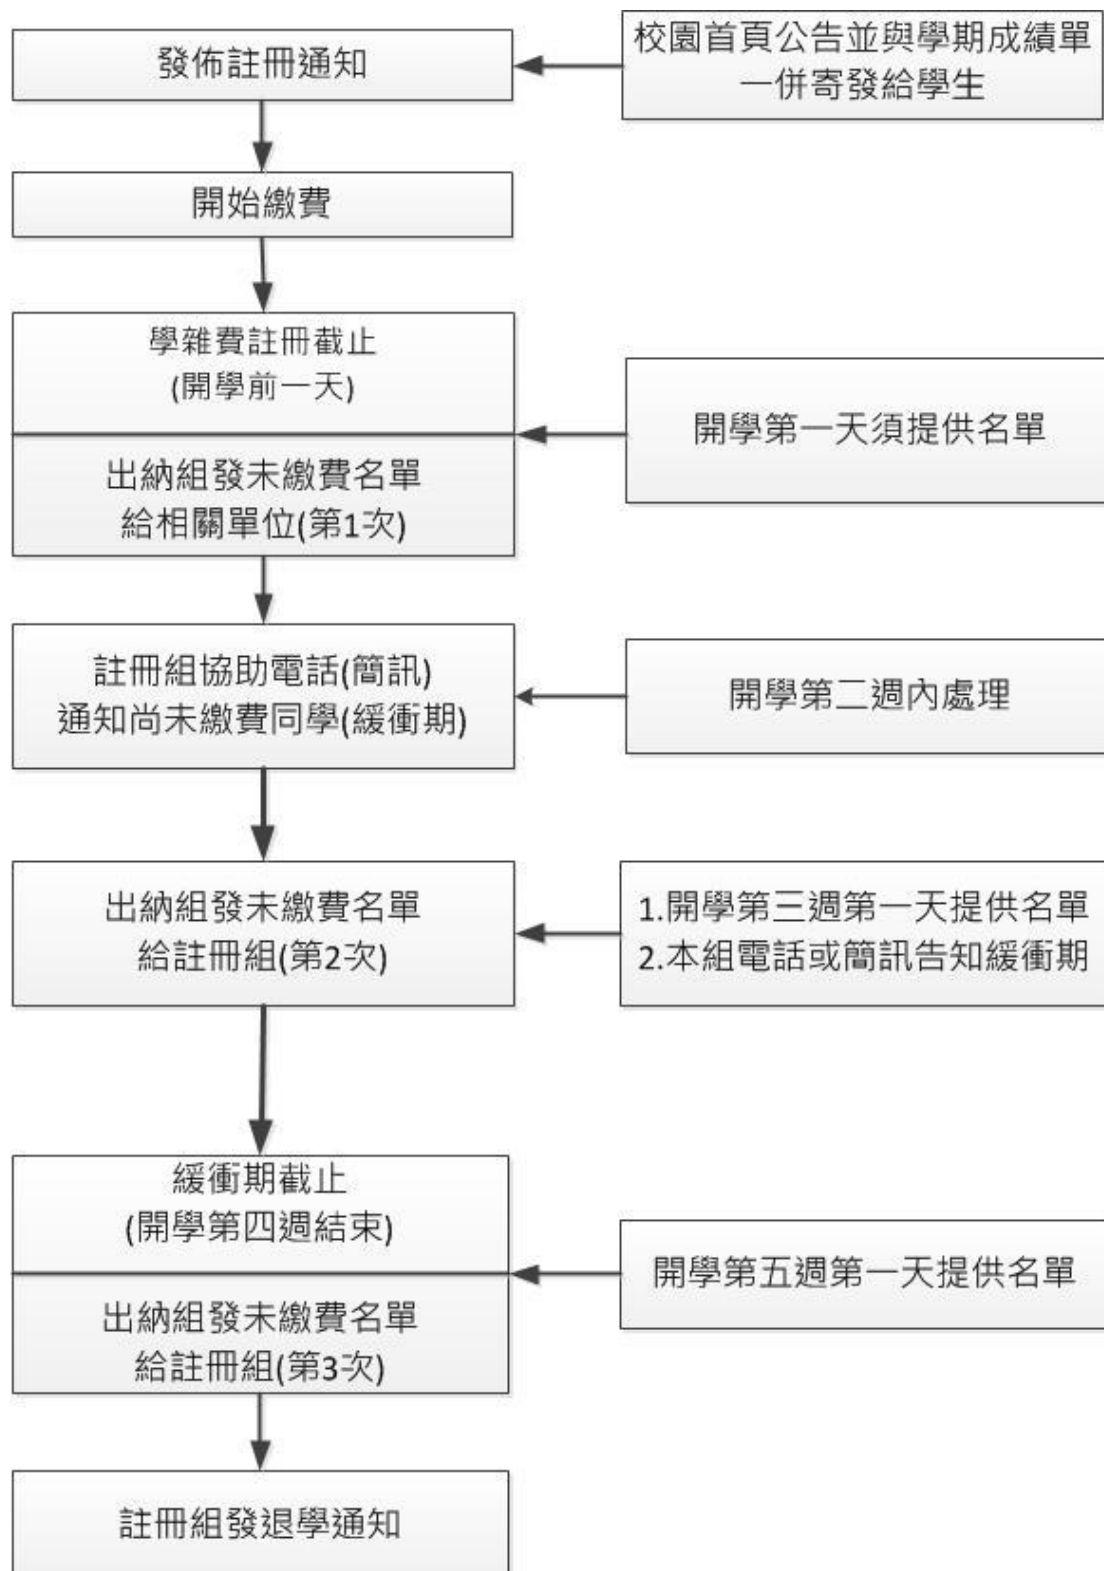 發佈註冊通知
校園首頁公告並與學期成績單
一併寄發給學生
開始繳費
學雜費註冊截止
(開學前一天)
出納組發未繳費名單
給相關單位(第1次)
開學第一天須提供名單
註冊組協助電話(簡訊)
通知尚未繳費同學(緩衝期)
開學第二週內處理
出納組發未繳費名單
給註冊組(第2次)
1.開學第三週第一天提供名單
2.本組電話或簡訊告知緩衝期
緩衝期截止
(開學第四週結束)
出納組發未繳費名單
給註冊組(第3次)
開學第五週第一天提供名單
註冊組發退學通知